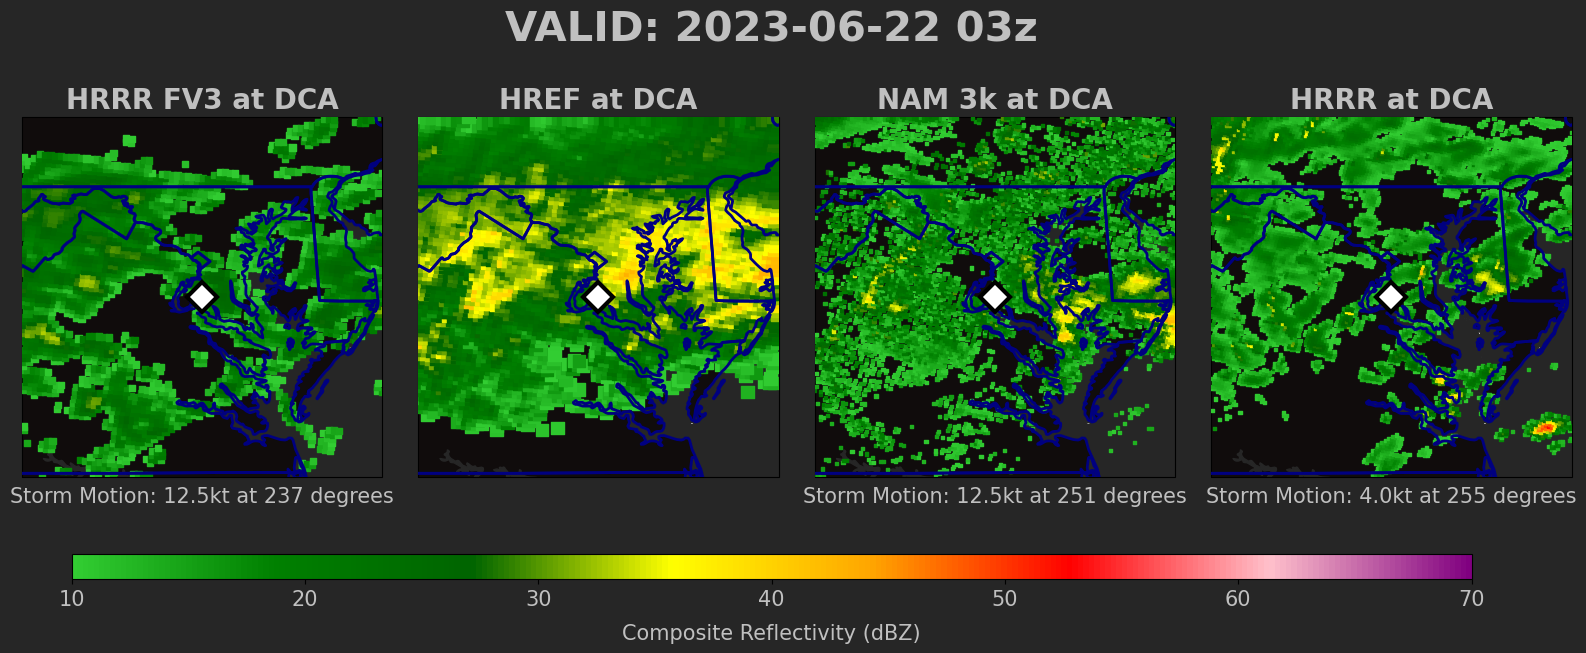 VALID: 2023-06-22 03z
HRRR FV3 at DCA
HREF at DCA
NAM 3k at DCA
HRRR at DCA
Storm Motion: 12.5kt at 237 degrees
Storm Motion: 12.5kt at 251 degrees
Storm Motion: 4.0kt at 255 degrees
10 20 30 40 50 60 70
Composite Reflectivity (dBZ)